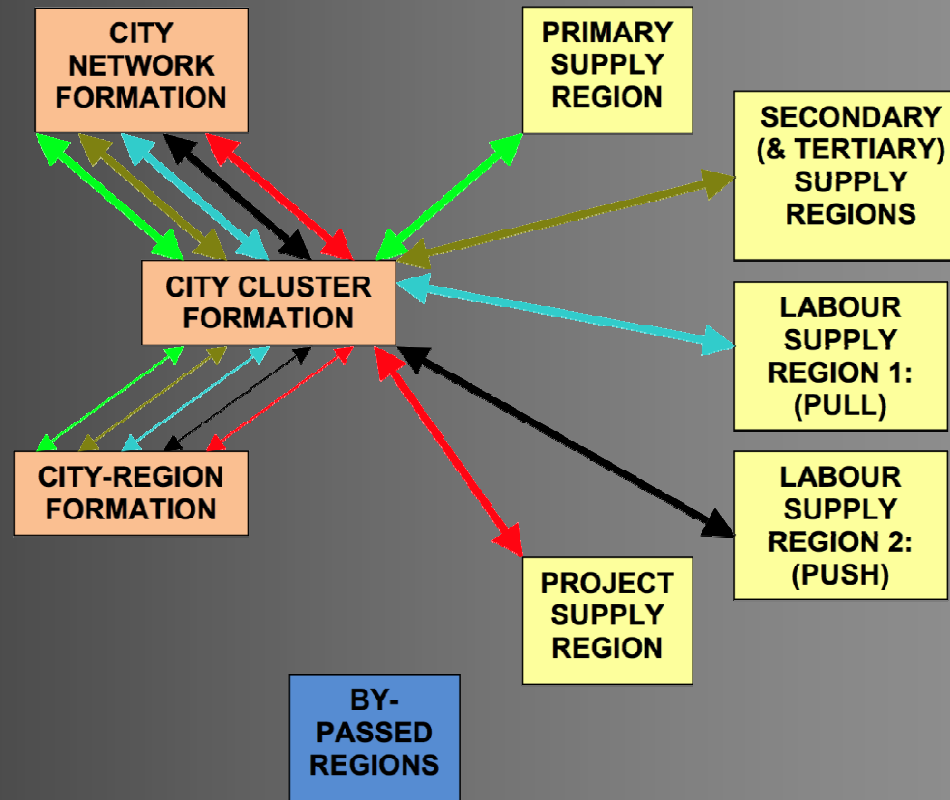 CITY
NETWORK
FORMATION
PRIMARY
SUPPLY
REGION
SECONDARY
(& TERTIARY)
SUPPLY
REGIONS
CITY CLUSTER
FORMATION
LABOUR
SUPPLY
REGION 1:
(PULL)
CITY-REGION
FORMATION
LABOUR
SUPPLY
REGION 2:
(PUSH)
PROJECT
SUPPLY
REGION
BY-
PASSED
REGIONS